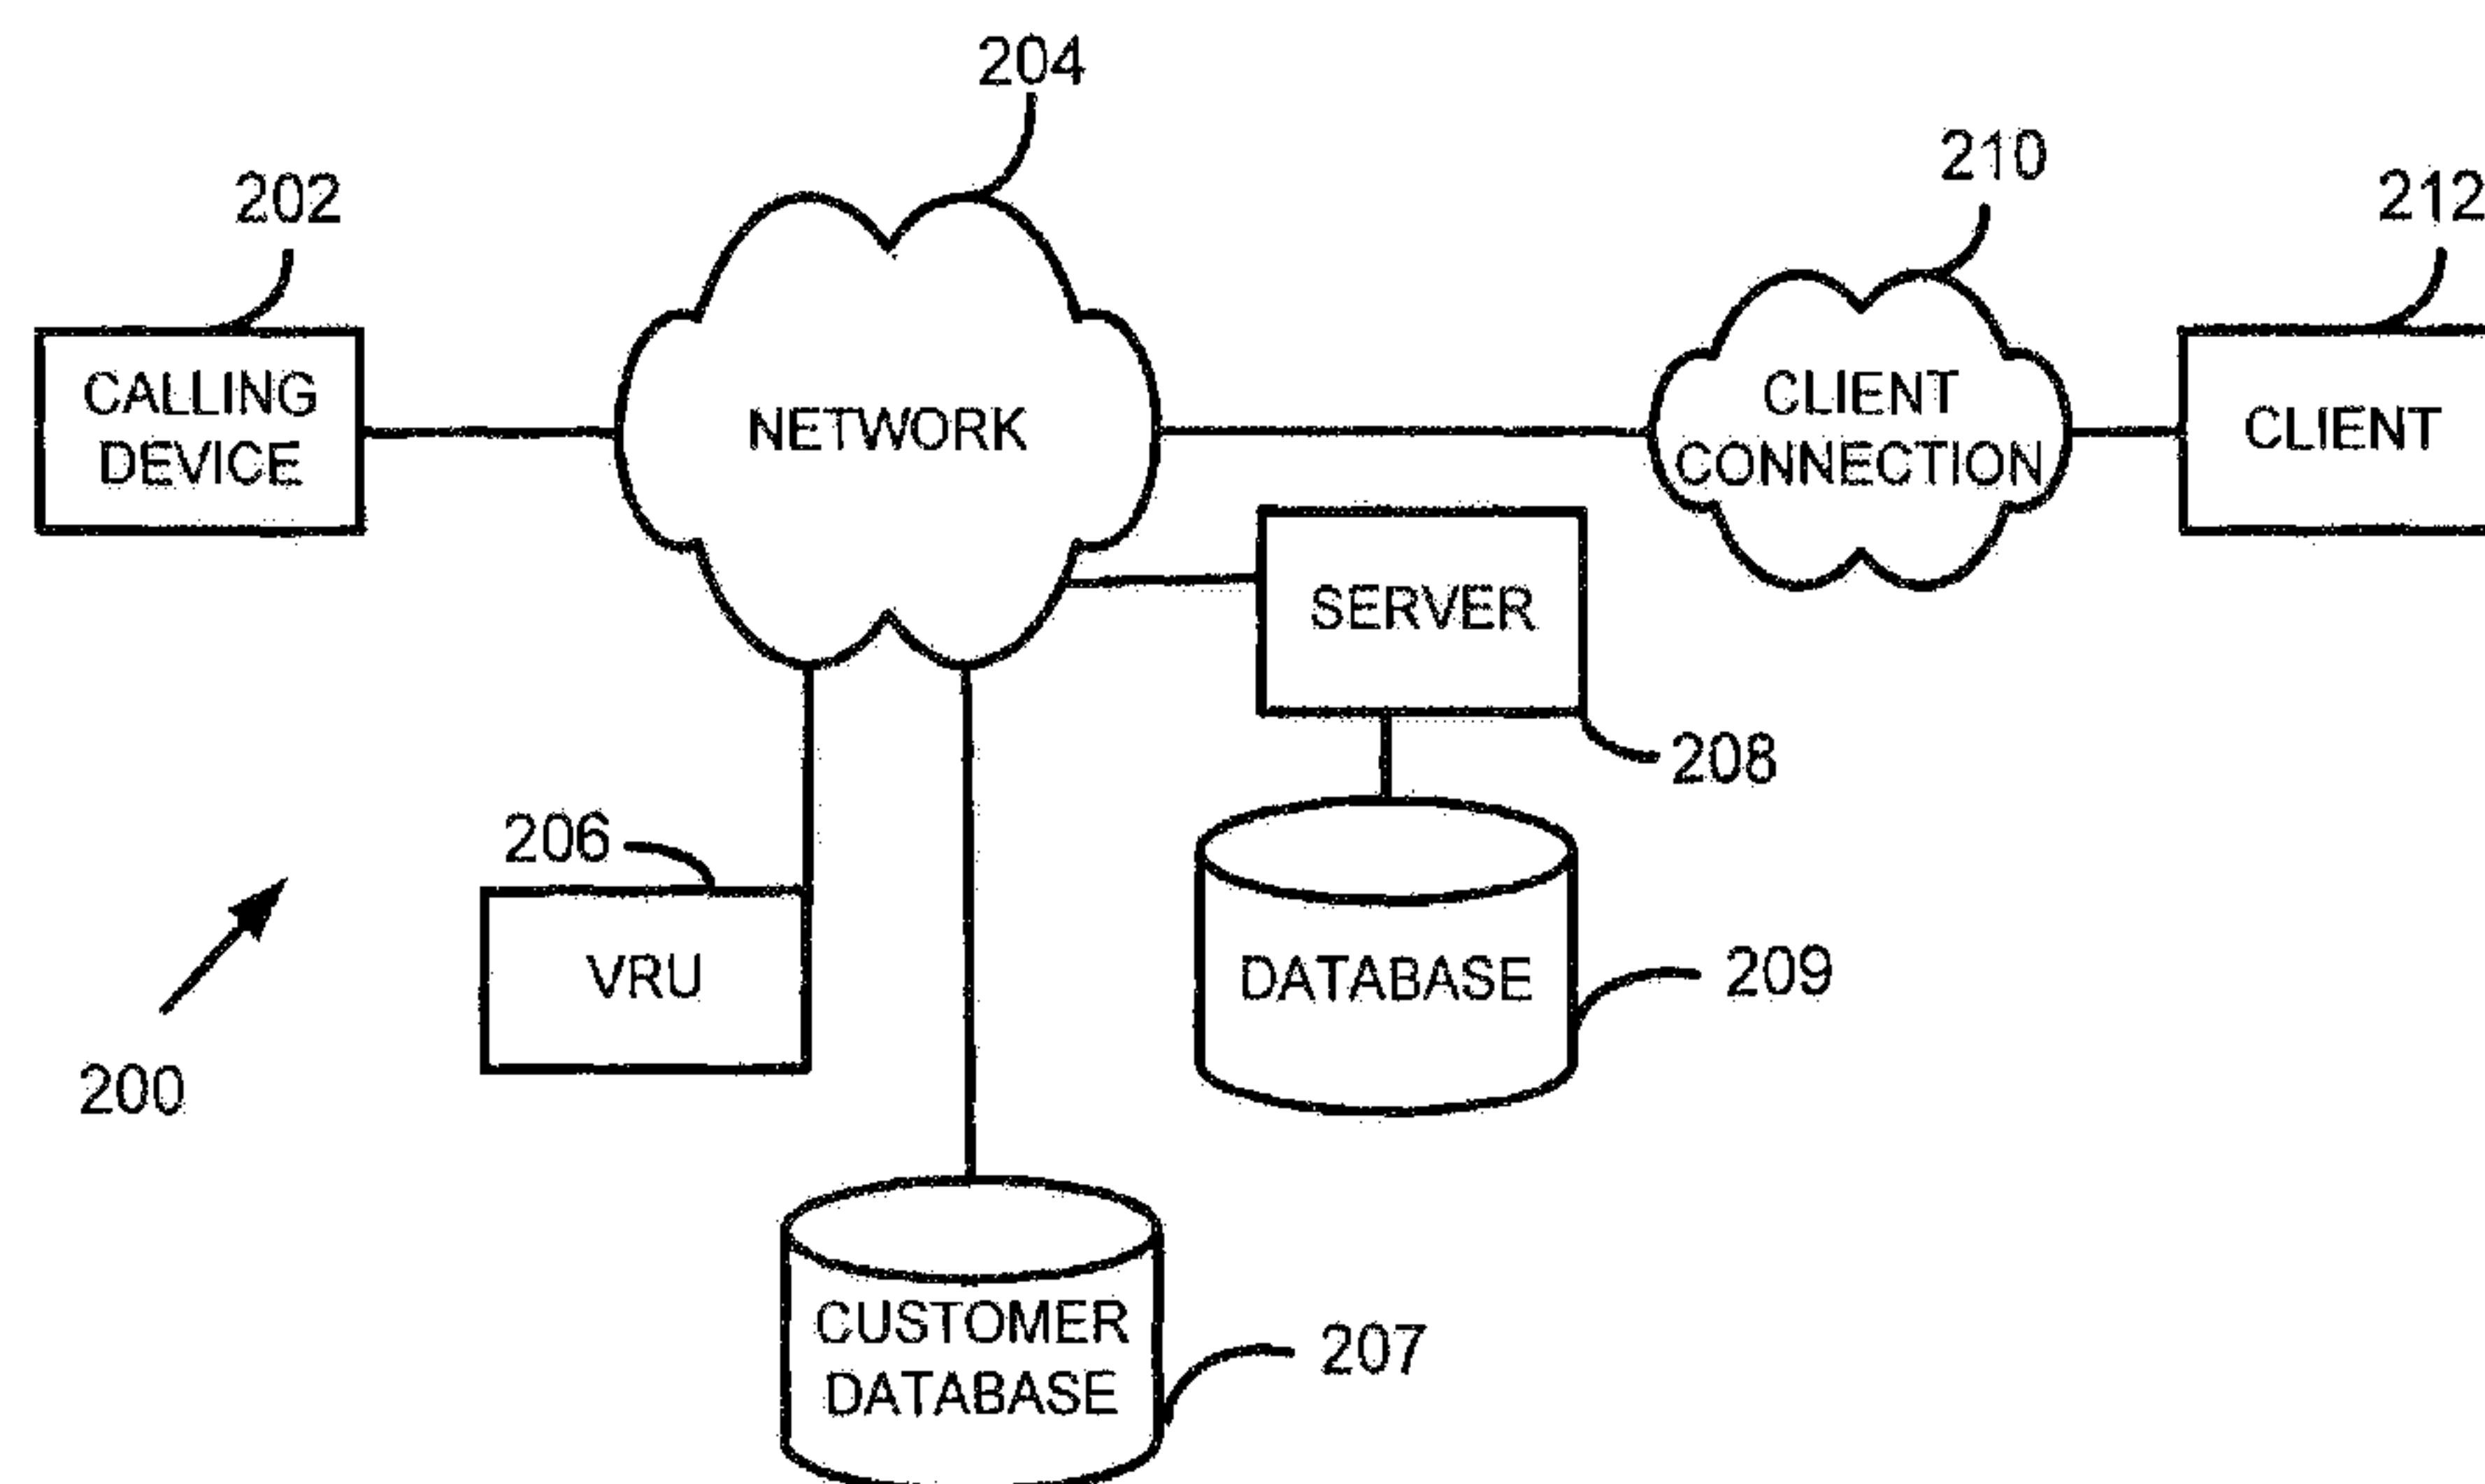 204
210
202
212
CALLING
DEVICE
NETWORK
CLIENT
CONNECTION
CLIENT
SERVER
208
206
VRU
DATABASE
209
200
CUSTOMER
DATABASE
207